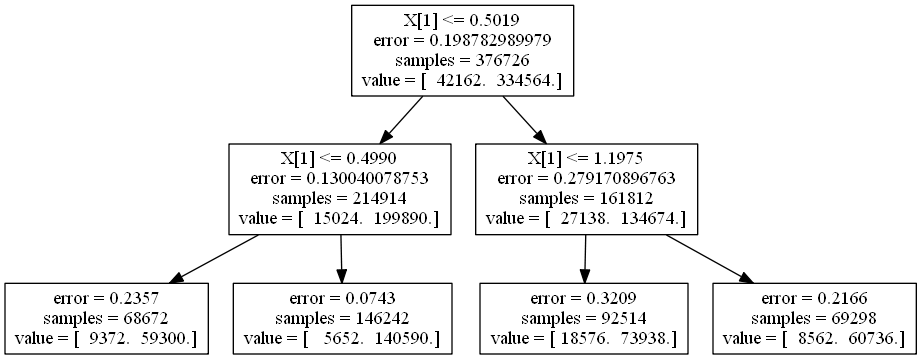 X[1] <= 0.5019
error = 0.198782989979
samples = 376726
value = [ 42162. 334564.]
X[1] <= 0.4990
error = 0.130040078753
samples = 214914
value = [ 15024. 199890.]
X[1] <= 1.1975
error = 0.279170896763
samples = 161812
value = [ 27138. 134674.]
error = 0.2357
samples = 68672
value = [ 9372. 59300.]
error = 0.0743
samples = 146242
value = [ 5652. 140590.]
error = 0.3209
samples = 92514
value = [18576. 73938.]
error = 0.2166
samples = 69298
value = [ 8562. 60736.]